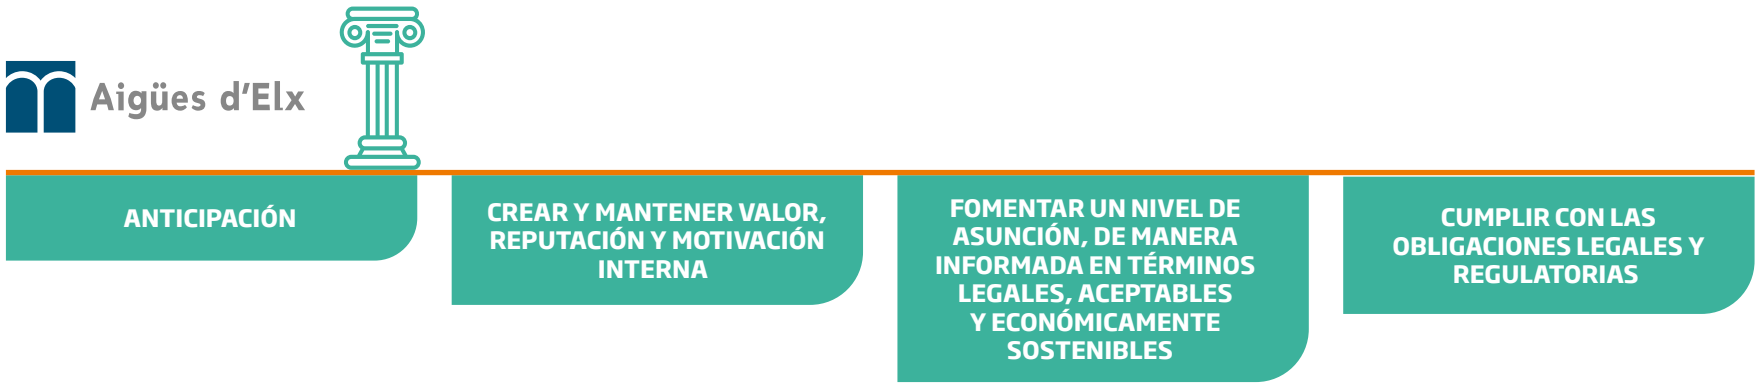 Aigües d'Elx
ANTICIPACIÓN
CREAR Y MANTENER VALOR,
REPUTACIÓN Y MOTIVACIÓN
INTERNA
FOMENTAR UN NIVEL DE
ASUNCIÓN, DE MANERA
INFORMADA EN TÉRMINOS
LEGALES, ACEPTABLES
Y ECONÓMICAMENTE
SOSTENIBLES
CUMPLIR CON LAS
OBLIGACIONES LEGALES Y
REGULATORIAS